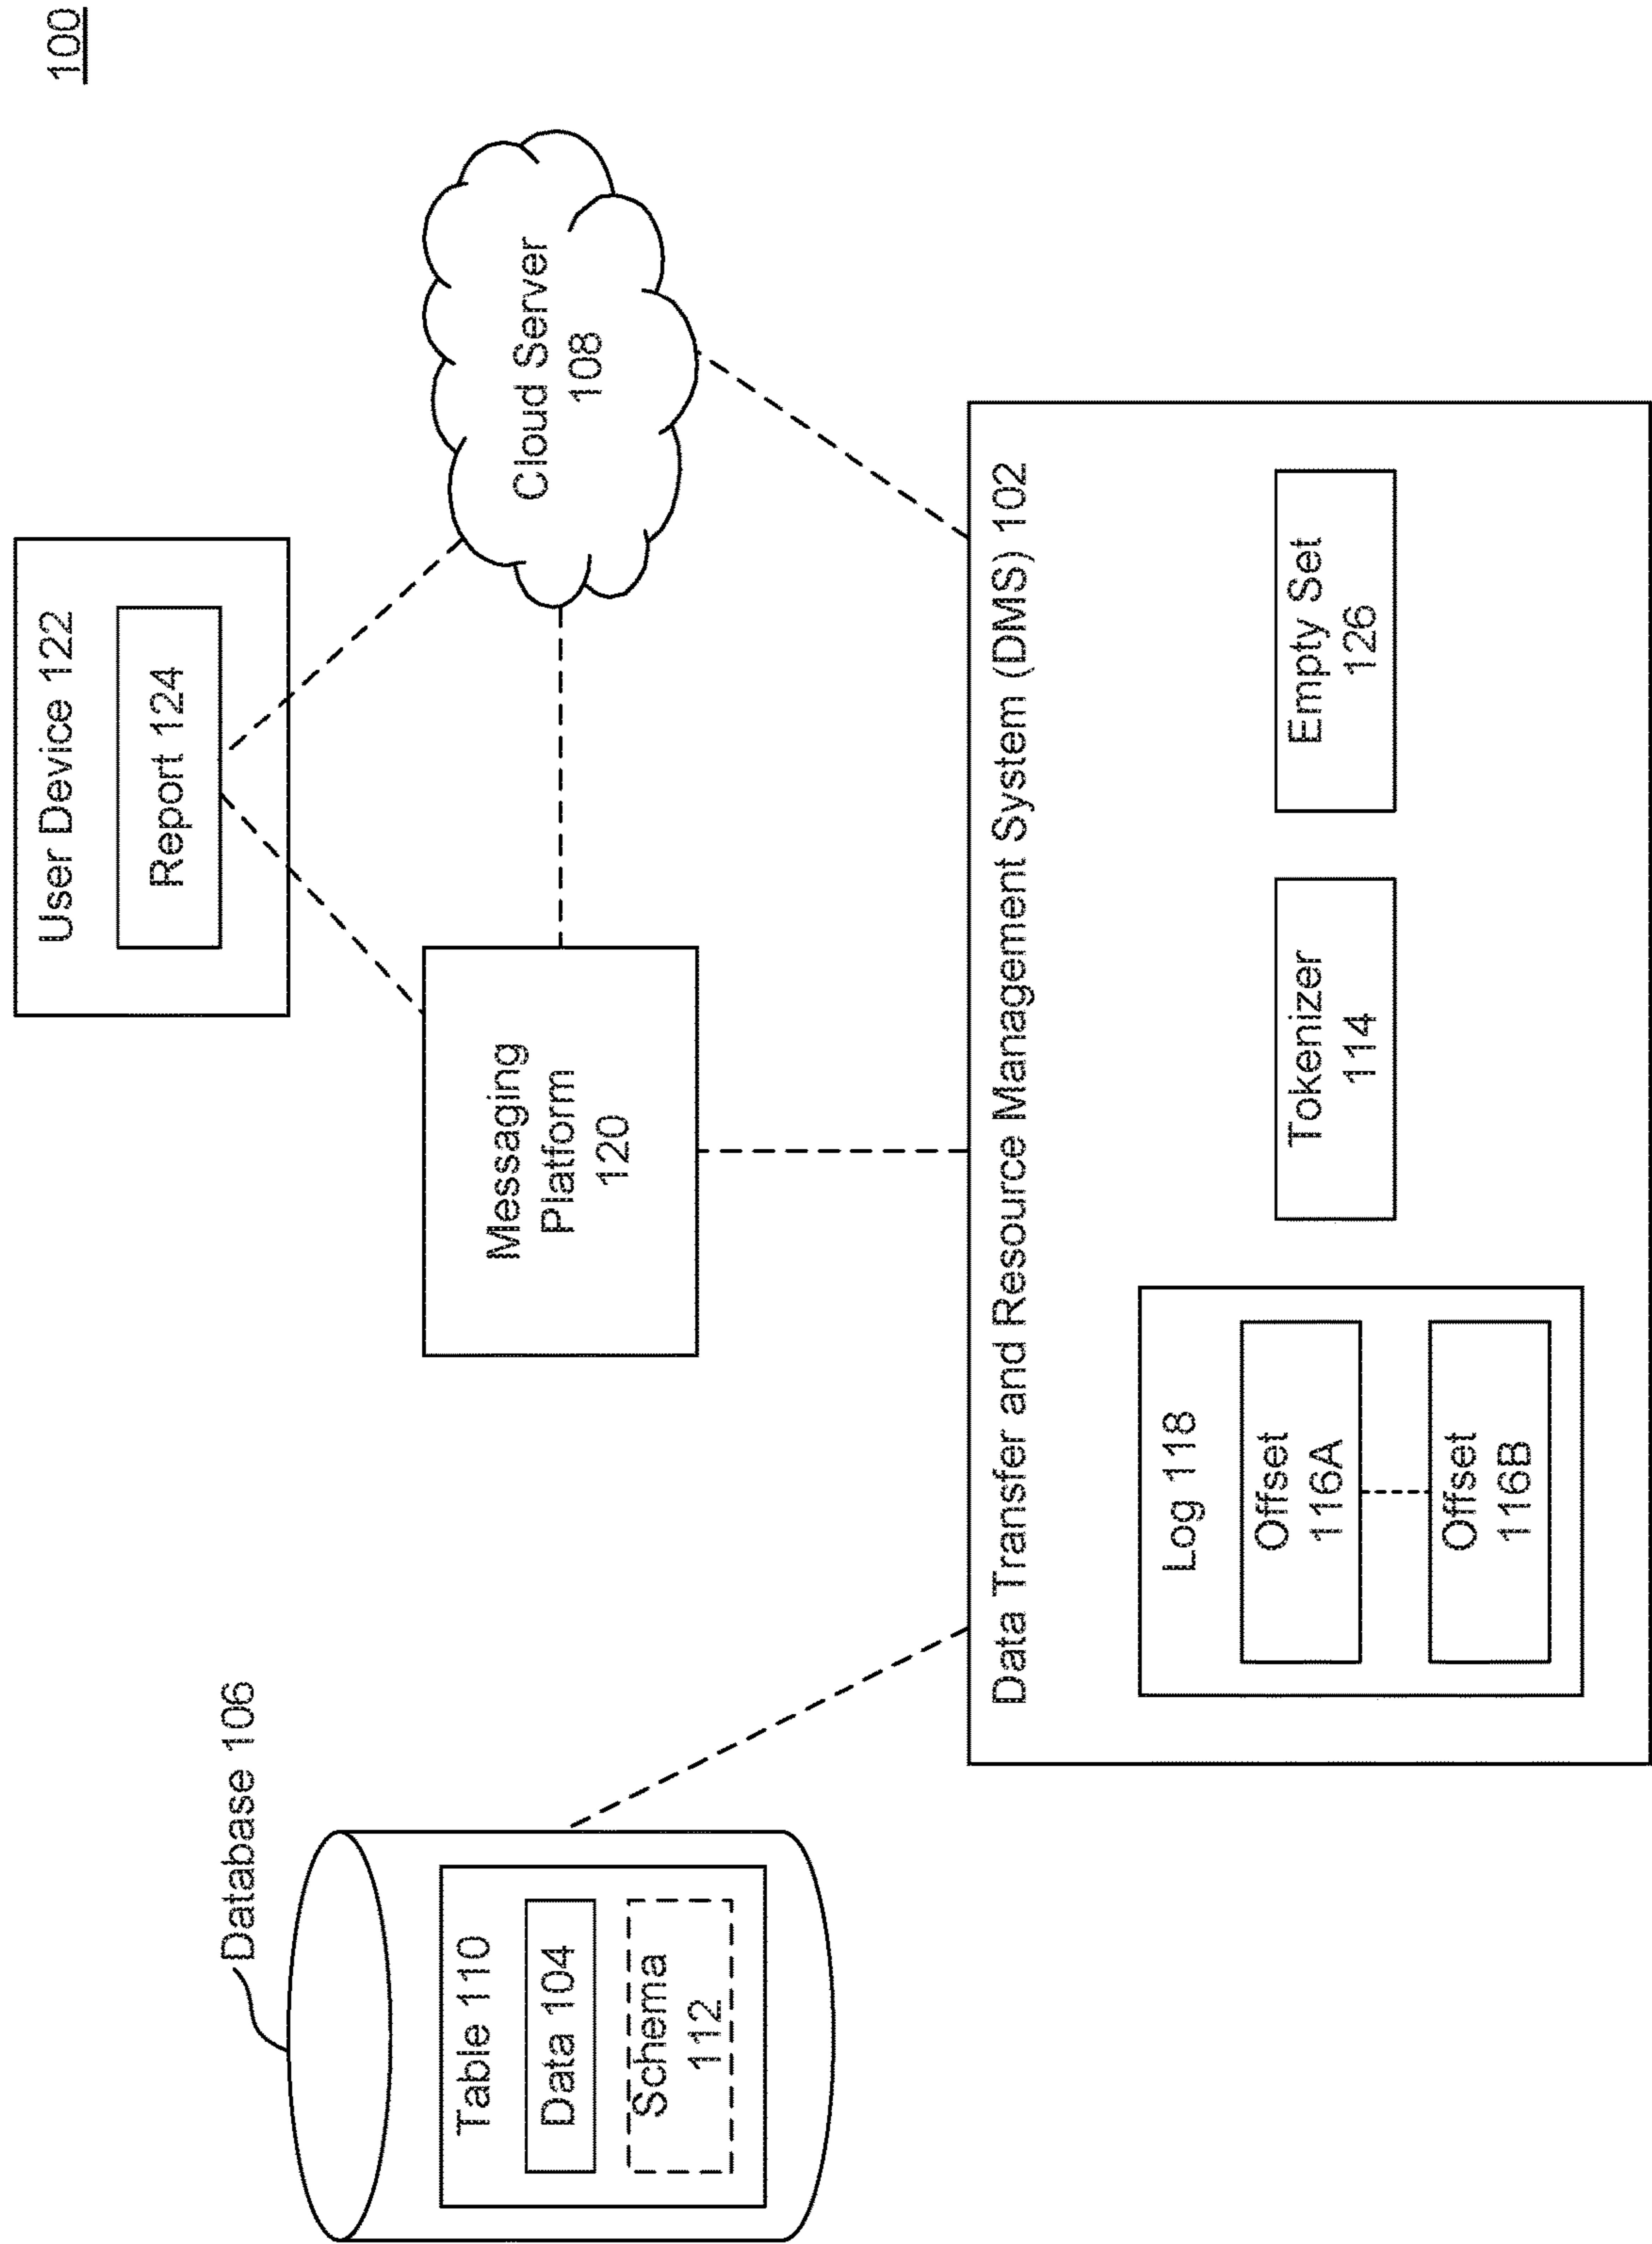 100
User Device 122
Report 124
Database 106
Table 110
Data 104
Schema
112
Messaging
Platform
120
Cloud Server
108
Data Transfer and Resource Management System (DMS) 102
Log 118
Offset
116A
Offset
116B
Tokenizer
114
Empty Set
126